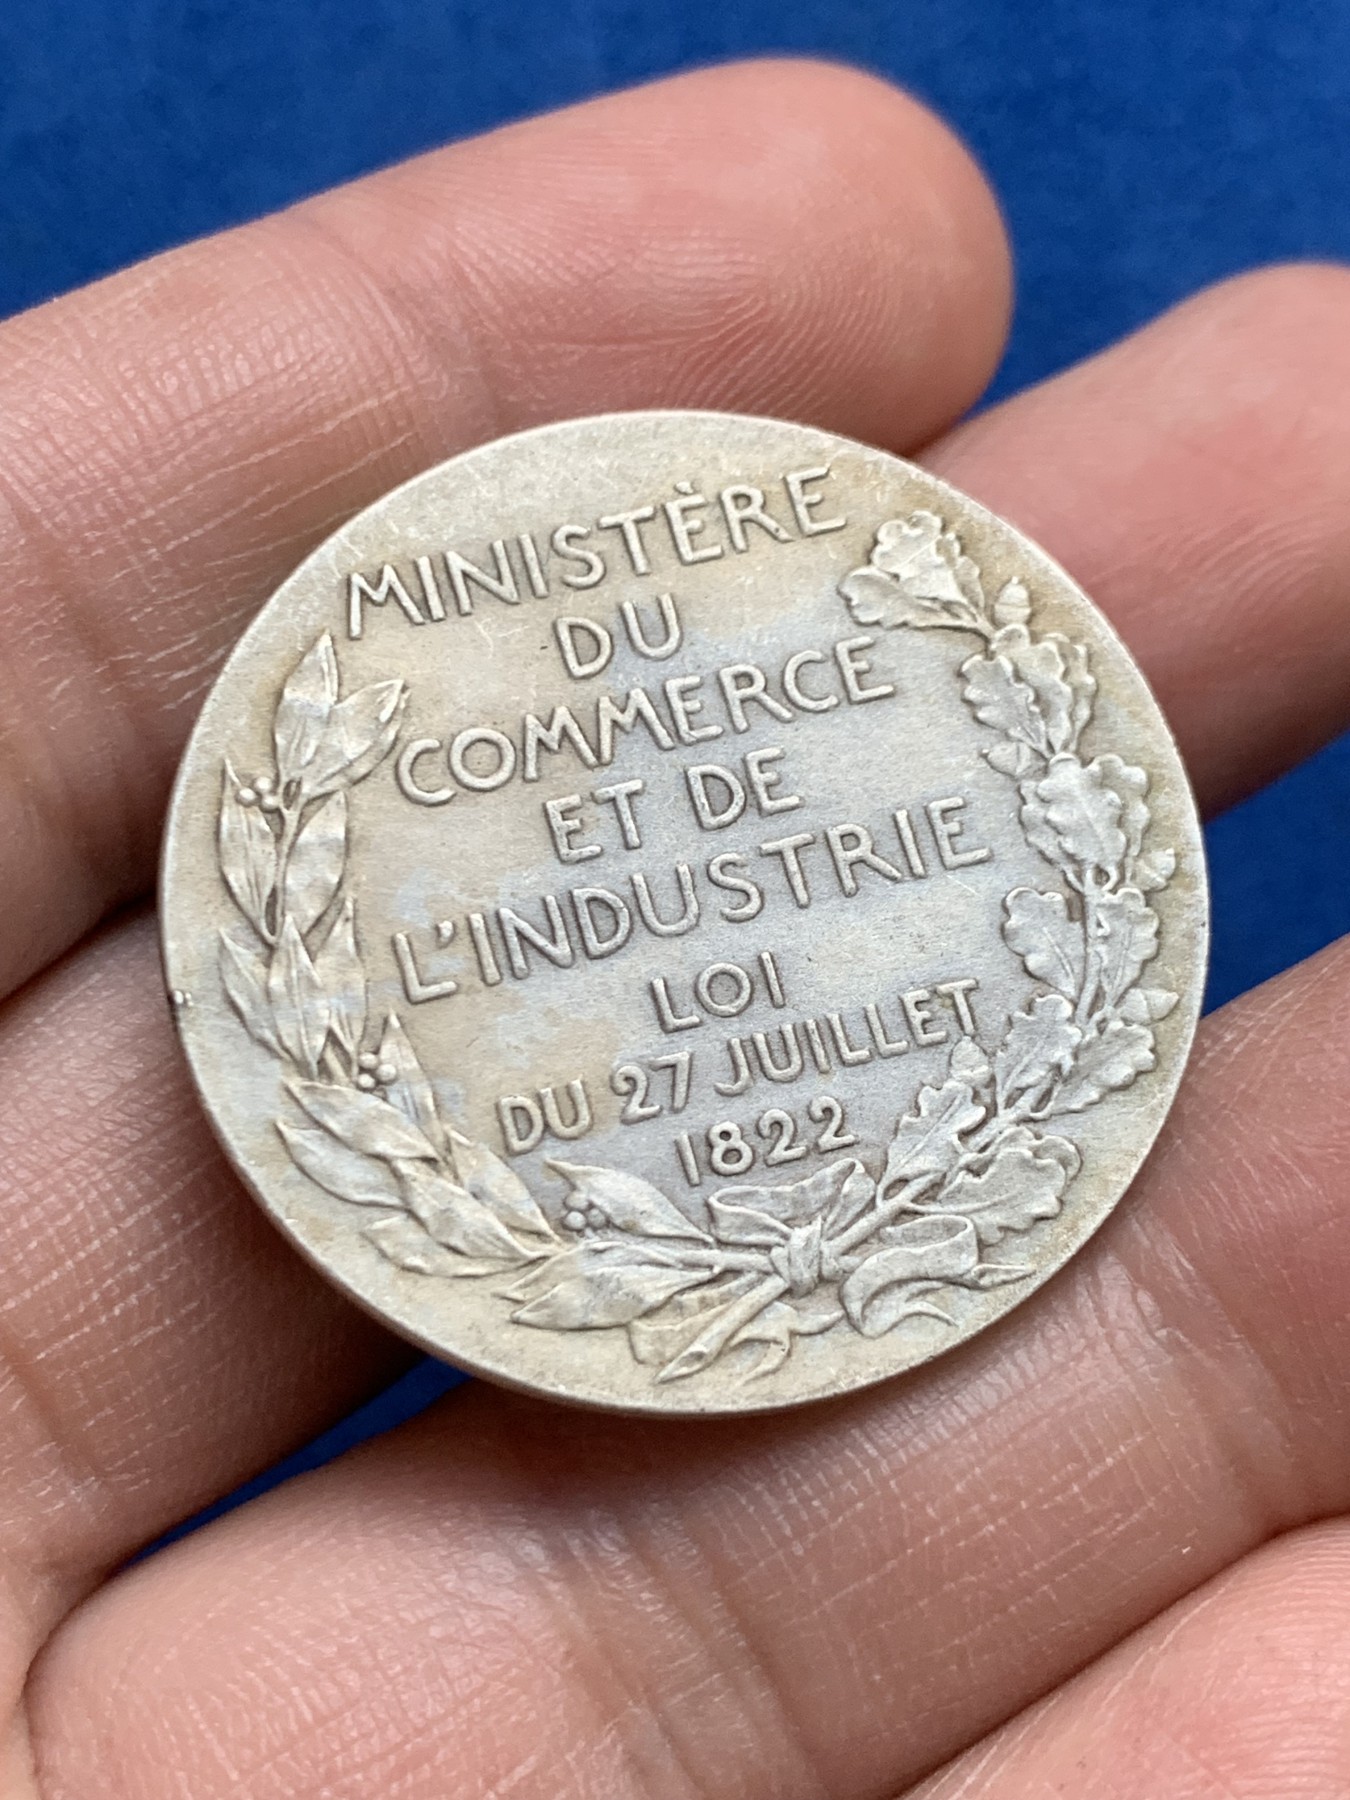 MINISTÈRE
DU
COMMERCE
ET DE
L'INDUSTRIE
LOI
DU 27 JUILLET
1822